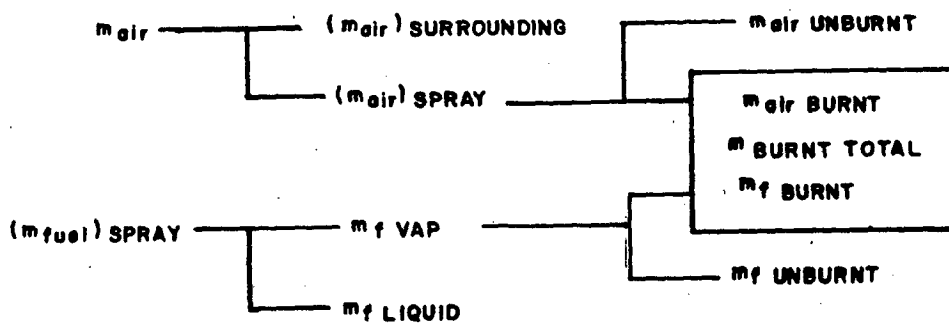 m air
(m air) SURROUNDING
m air UNBURNT
(m air) SPRAY
m air BURNT
m BURNT TOTAL
m f BURNT
(m fuel) SPRAY
m f VAP
m f UNBURNT
m f LIQUID